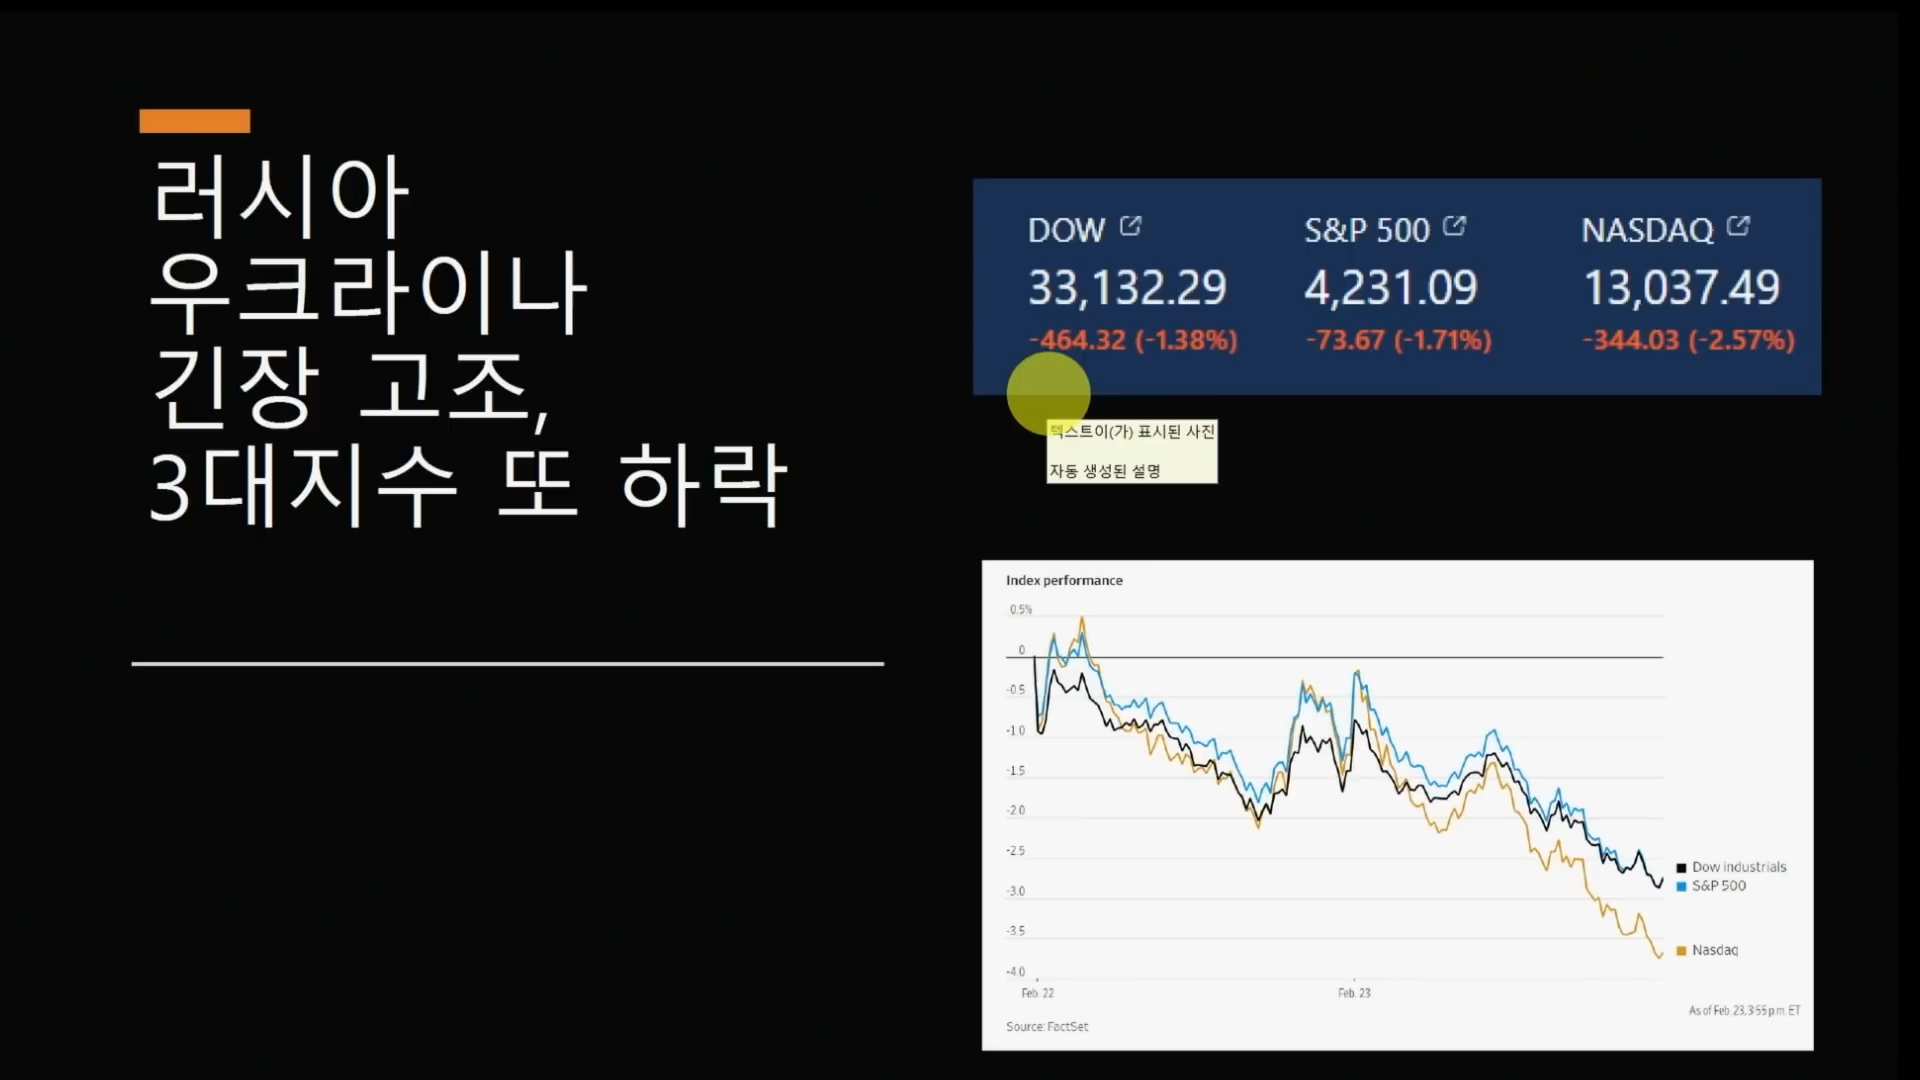 러시아
우크라이나
긴장 고조,
3대지수 또 하락
DOW S&P 500 NASDAQ
33,132.29 4,231.09 13,037.49
-464.32 (-1.38%) -73.67 (-1.71%) -344.03 (-2.57%)
텍스트이(가) 표시된 사진
자동 생성된 설명
Index performance
0.5%
0
-0.5
-1.0
-1.5
-2.0
-2.5
-3.0
-3.5
-4.0
Feb. 22 Feb. 23
Dow industrials
S&P 500
Nasdaq
As of Feb. 23, 3:55 p.m. ET
Source: FactSet